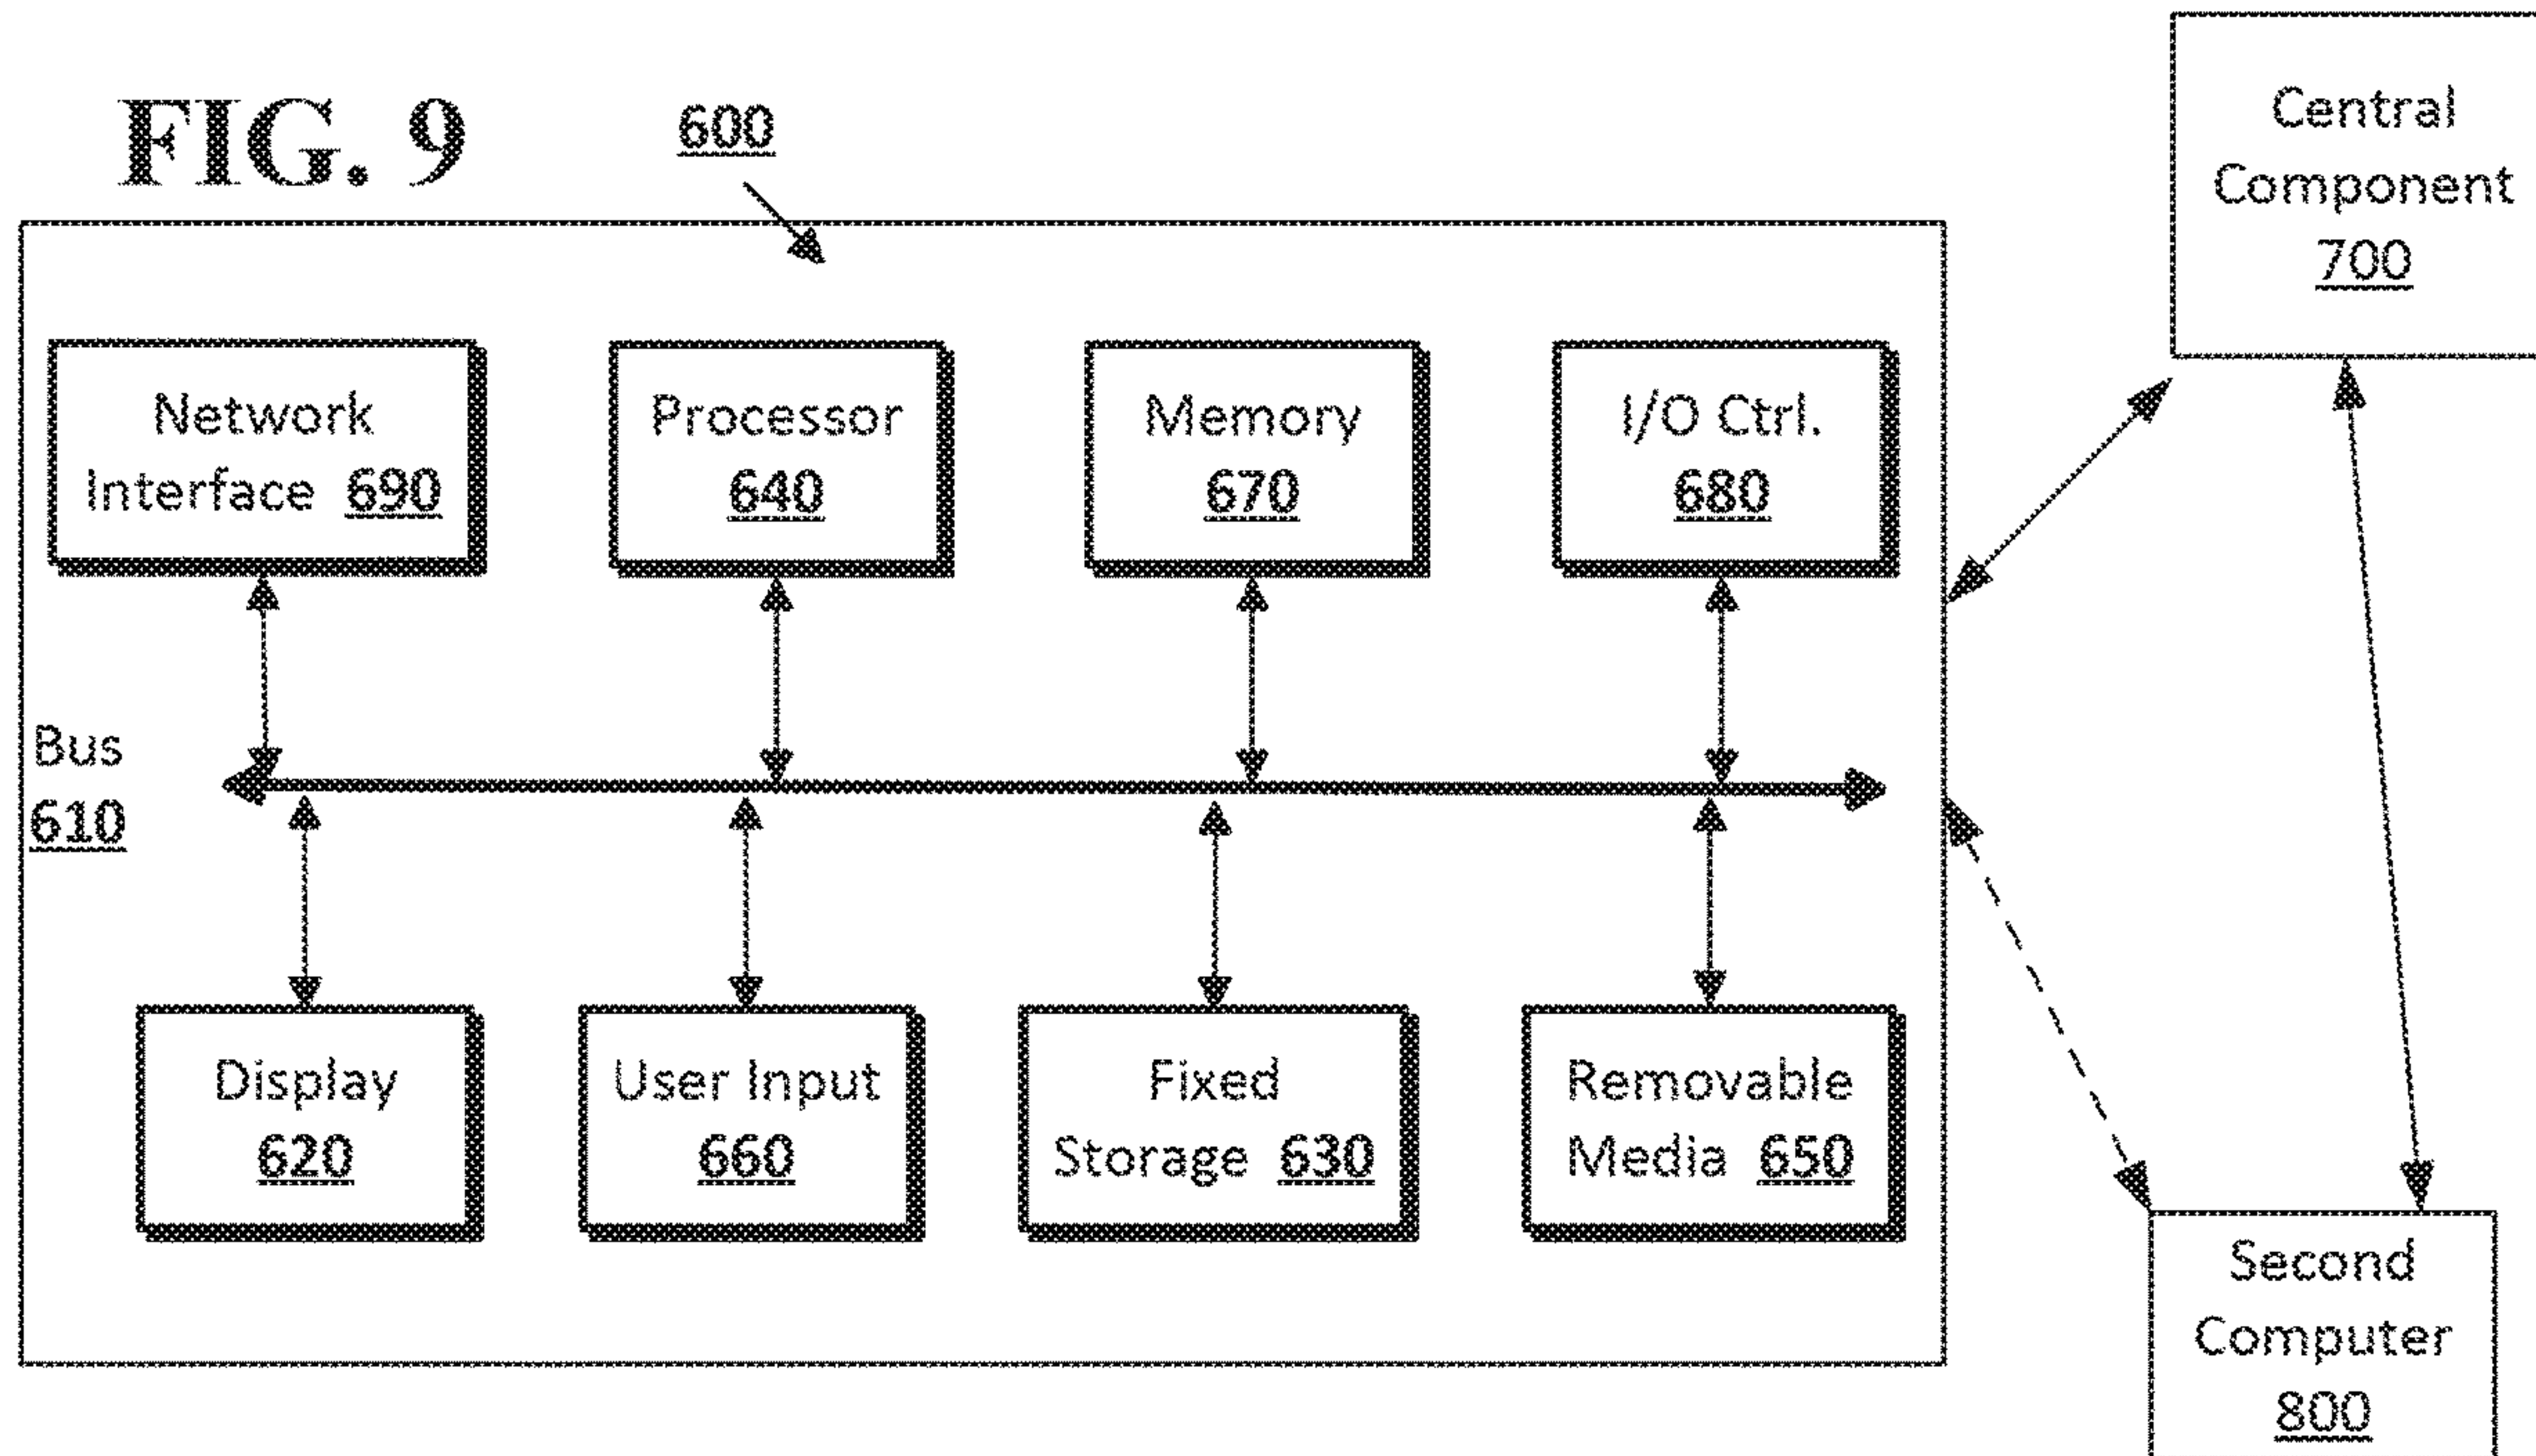 FIG. 9
600
Central
Component
700
Network
Interface 690
Processor
640
Memory
670
I/O Ctrl.
680
Bus
610
Display
620
User Input
660
Fixed
Storage 630
Removable
Media 650
Second
Computer
800